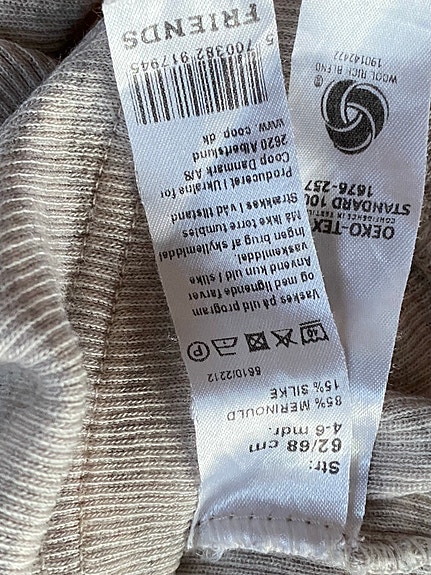 Str:
62/68 cm
4-6 mdr.
85% MERINOULD
15% SILKE
8610/2212
40
P
Vaskes på uld program
og med lignende farver
Anvend kun uld / silke
vaskemiddel
Ingen brug af skyllemiddel
Må ikke tørre tumbles
Strækkes i våd tilstand
Produceret i Ukraine for
Coop Danmark A/S
2620 Albertslund
www. coop. dk
5 700382 917945
FRIENDS
OEKO-TEX
CONFIDENCE IN TEXTILES
STANDARD 100
1676-257
WOOL RICH BLEND
190142422